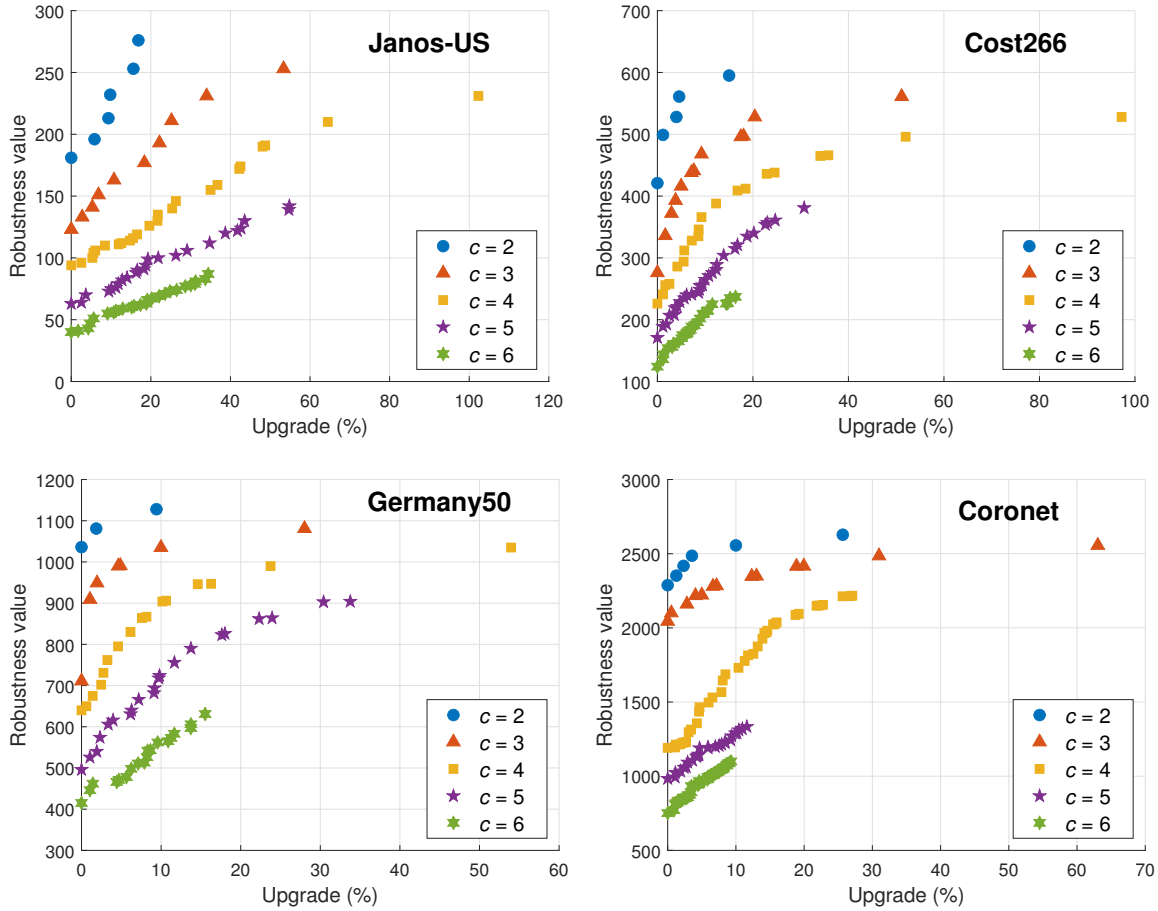 Janos-US
Robustness value
300
250
200
150
100
50
0
0 20 40 60 80 100 120
Upgrade (%)
c = 2
c = 3
c = 4
c = 5
c = 6
Cost266
Robustness value
700
600
500
400
300
200
100
0 20 40 60 80 100
Upgrade (%)
c = 2
c = 3
c = 4
c = 5
c = 6
Germany50
Robustness value
1200
1100
1000
900
800
700
600
500
400
300
0 10 20 30 40 50 60
Upgrade (%)
c = 2
c = 3
c = 4
c = 5
c = 6
Coronet
Robustness value
3000
2500
2000
1500
1000
500
0 10 20 30 40 50 60 70
Upgrade (%)
c = 2
c = 3
c = 4
c = 5
c = 6